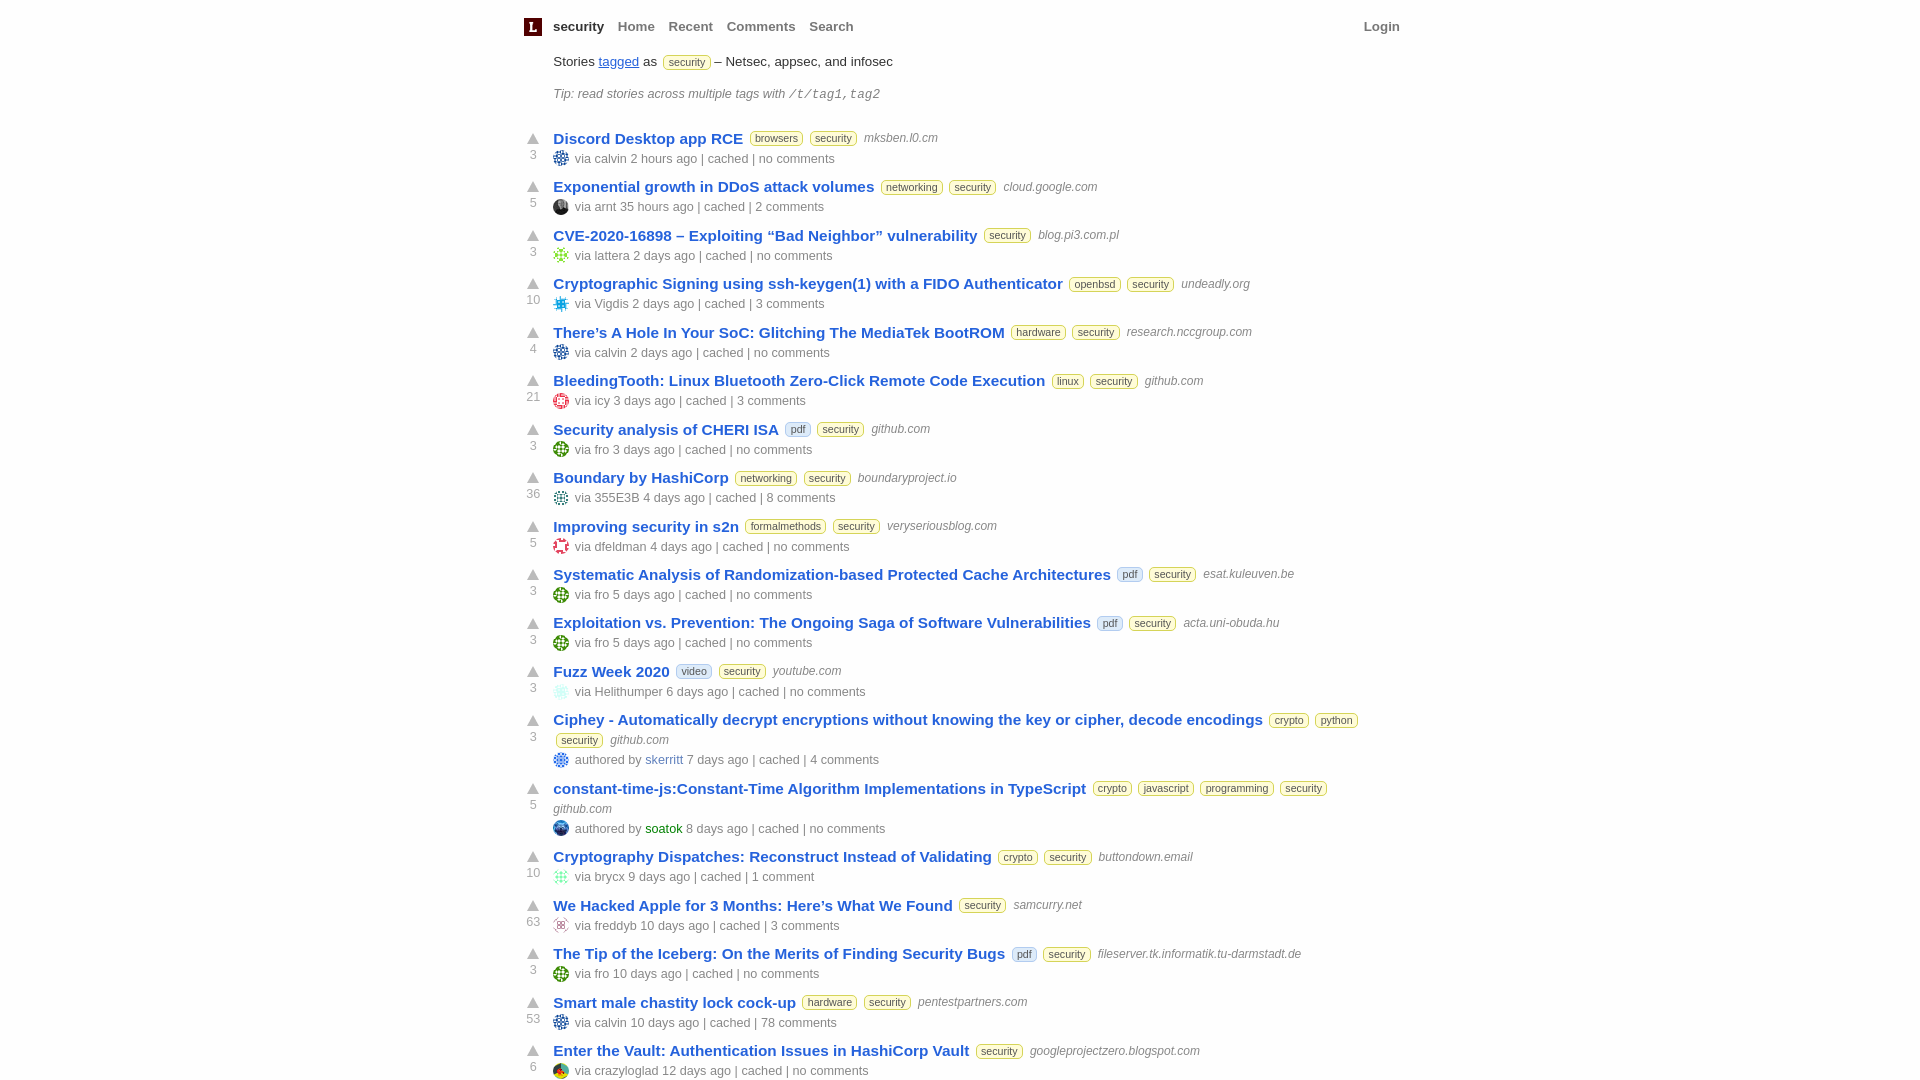 L security Home Recent Comments Search Login
Stories tagged as security – Netsec, appsec, and infosec
Tip: read stories across multiple tags with /t/tag1,tag2
Discord Desktop app RCE browsers security mksben.l0.cm
3 via calvin 2 hours ago | cached | no comments
Exponential growth in DDoS attack volumes networking security cloud.google.com
5 via arnt 35 hours ago | cached | 2 comments
CVE-2020-16898 – Exploiting “Bad Neighbor” vulnerability security blog.pi3.com.pl
3 via lattera 2 days ago | cached | no comments
Cryptographic Signing using ssh-keygen(1) with a FIDO Authenticator openbsd security undeadly.org
10 via Vigdis 2 days ago | cached | 3 comments
There’s A Hole In Your SoC: Glitching The MediaTek BootROM hardware security research.nccgroup.com
4 via calvin 2 days ago | cached | no comments
BleedingTooth: Linux Bluetooth Zero-Click Remote Code Execution linux security github.com
21 via icy 3 days ago | cached | 3 comments
Security analysis of CHERI ISA pdf security github.com
3 via fro 3 days ago | cached | no comments
Boundary by HashiCorp networking security boundaryproject.io
36 via 355E3B 4 days ago | cached | 8 comments
Improving security in s2n formalmethods security veryseriousblog.com
5 via dfeldman 4 days ago | cached | no comments
Systematic Analysis of Randomization-based Protected Cache Architectures pdf security esat.kuleuven.be
3 via fro 5 days ago | cached | no comments
Exploitation vs. Prevention: The Ongoing Saga of Software Vulnerabilities pdf security acta.uni-obuda.hu
3 via fro 5 days ago | cached | no comments
Fuzz Week 2020 video security youtube.com
3 via Helithumper 6 days ago | cached | no comments
Ciphey - Automatically decrypt encryptions without knowing the key or cipher, decode encodings crypto python
3 security github.com
authored by skerritt 7 days ago | cached | 4 comments
constant-time-js:Constant-Time Algorithm Implementations in TypeScript crypto javascript programming security
5 github.com
authored by soatok 8 days ago | cached | no comments
Cryptography Dispatches: Reconstruct Instead of Validating crypto security buttondown.email
10 via brycx 9 days ago | cached | 1 comment
We Hacked Apple for 3 Months: Here’s What We Found security samcurry.net
63 via freddyb 10 days ago | cached | 3 comments
The Tip of the Iceberg: On the Merits of Finding Security Bugs pdf security fileserver.tk.informatik.tu-darmstadt.de
3 via fro 10 days ago | cached | no comments
Smart male chastity lock cock-up hardware security pentestpartners.com
53 via calvin 10 days ago | cached | 78 comments
Enter the Vault: Authentication Issues in HashiCorp Vault security googleprojectzero.blogspot.com
6 via crazyloglad 12 days ago | cached | no comments